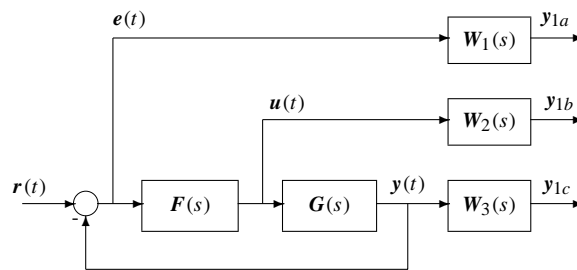 e(t)
W₁(s)
y₁ₐ
u(t)
W₂(s)
y1b
r(t)
-
F(s)
G(s)
y(t)
W₃(s)
y1c